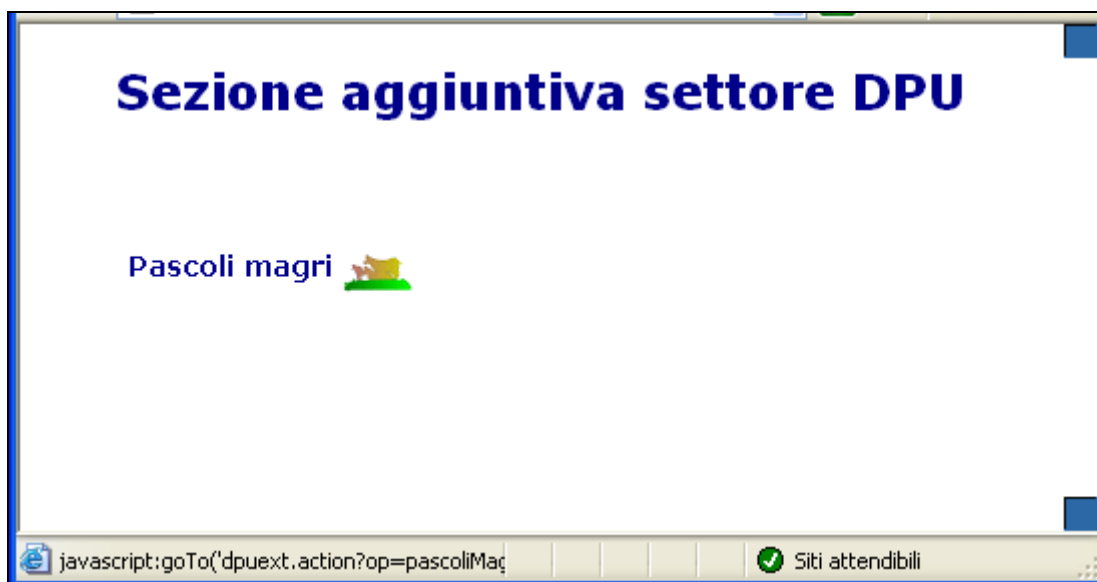 Sezione aggiuntiva settore DPU
Pascoli magri
javascript:goTo('dpuext.action?op=pascoliMag
Siti attendibili